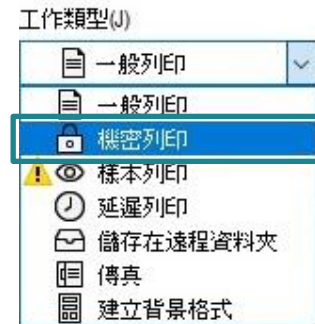 工作類型(J)
一般列印
一般列印
機密列印
樣本列印
延遲列印
儲存在遠程資料夾
傳真
建立背景格式